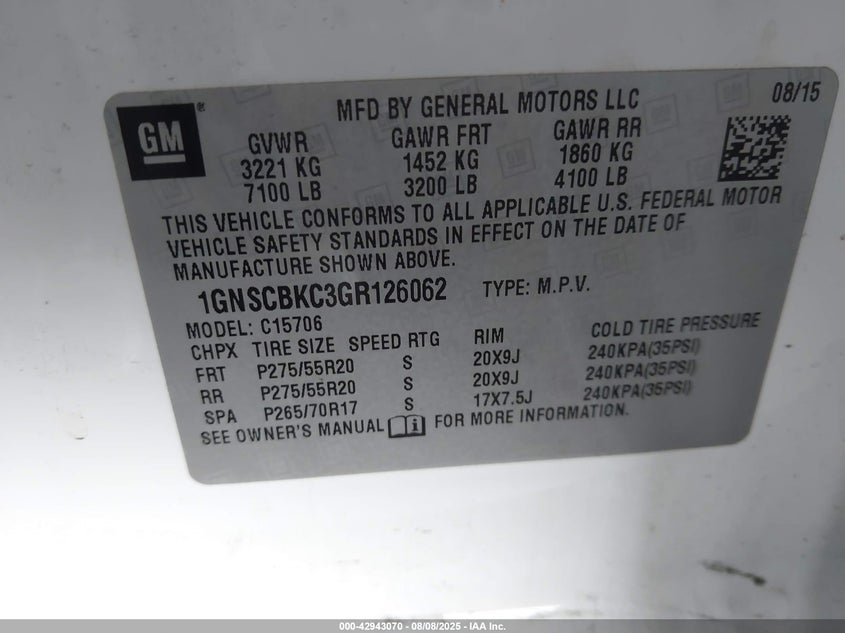 GM ®
MFD BY GENERAL MOTORS LLC 08/15
GVWR GAWR FRT GAWR RR
3221 KG 1452 KG 1860 KG
7100 LB 3200 LB 4100 LB
THIS VEHICLE CONFORMS TO ALL APPLICABLE U.S. FEDERAL MOTOR
VEHICLE SAFETY STANDARDS IN EFFECT ON THE DATE OF
MANUFACTURE SHOWN ABOVE.
1GNSCBKC3GR126062 TYPE: M.P.V.
MODEL: C15706
CHPX TIRE SIZE SPEED RTG RIM COLD TIRE PRESSURE
FRT P275/55R20 S 20X9J 240KPA(35PSI)
RR P275/55R20 S 20X9J 240KPA(35PSI)
SPA P265/70R17 S 17X7.5J 240KPA(35PSI)
SEE OWNER'S MANUAL FOR MORE INFORMATION.
000-42943070 - 08/08/2025 - IAA Inc.